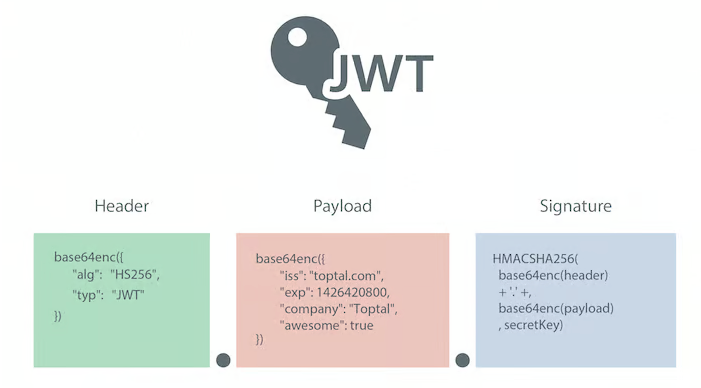 JWT
Header
Payload
Signature
base64enc({
"alg": "HS256",
"typ": "JWT"
})
base64enc({
"iss": "toptal.com",
"exp": 1426420800,
"company": "Toptal",
"awesome": true
})
HMACSHA256(
base64enc(header)
+ '.' +,
base64enc(payload)
, secretKey)